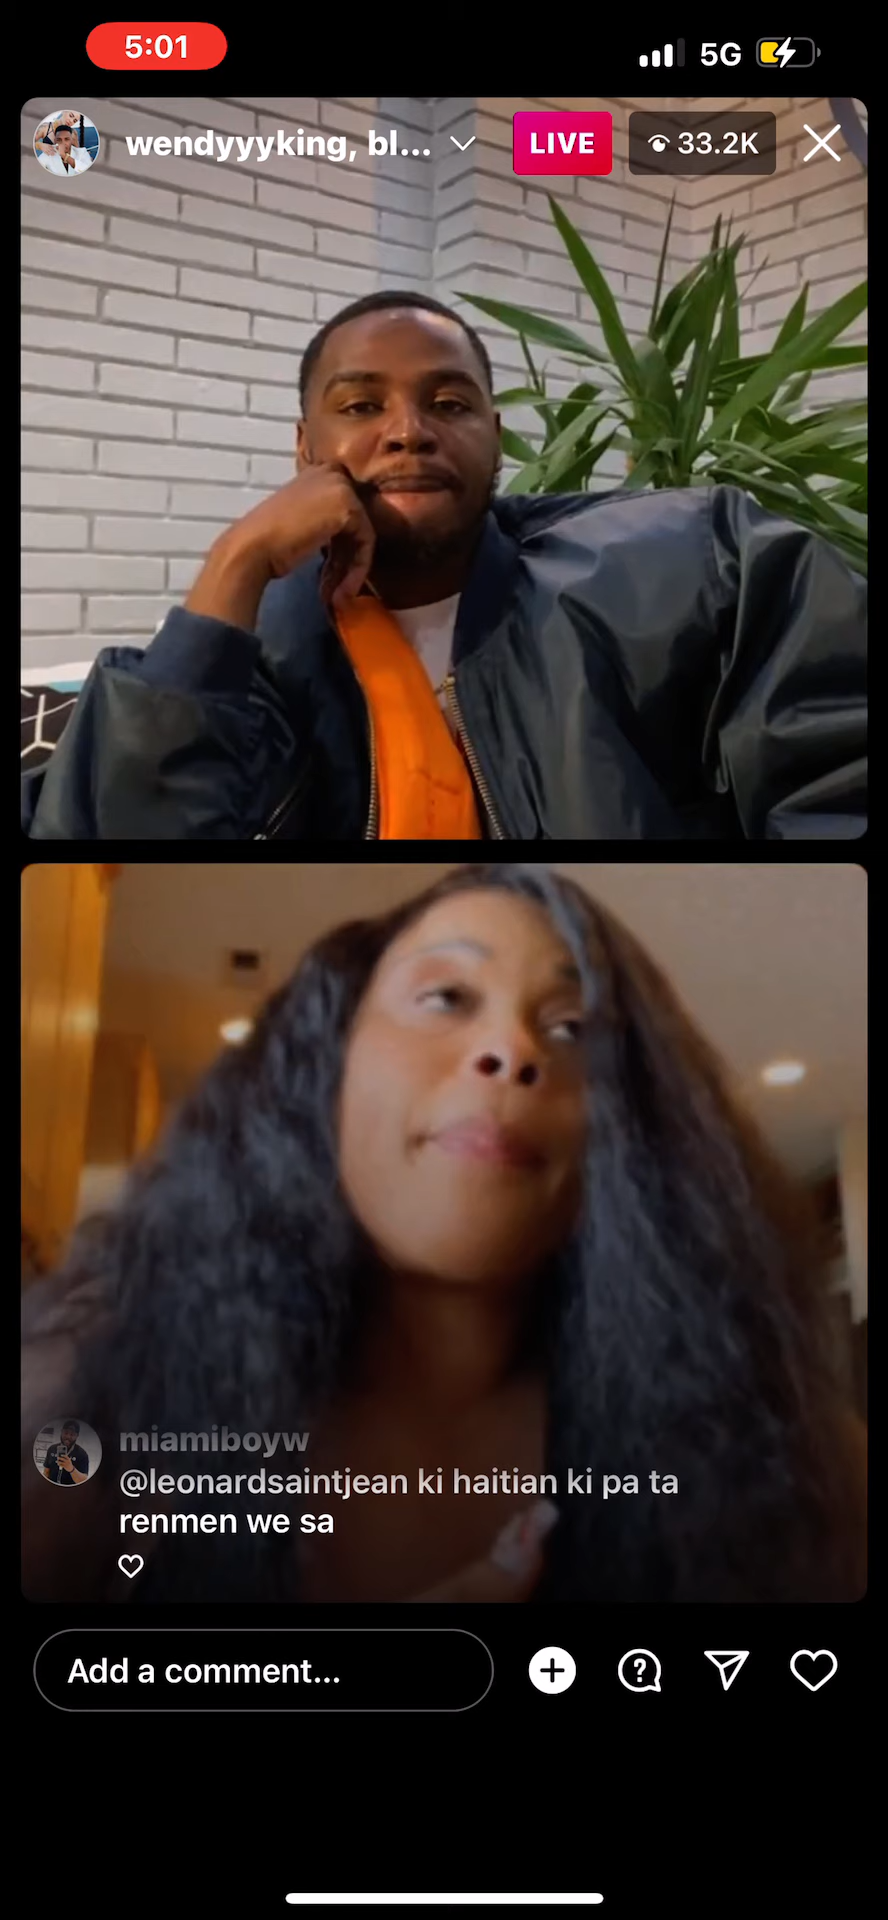 5:01
5G
wendyyyking, bl...
LIVE
33.2K
miamiboyw
@leonardsaintjean ki haitian ki pa ta
renmen we sa
Add a comment...